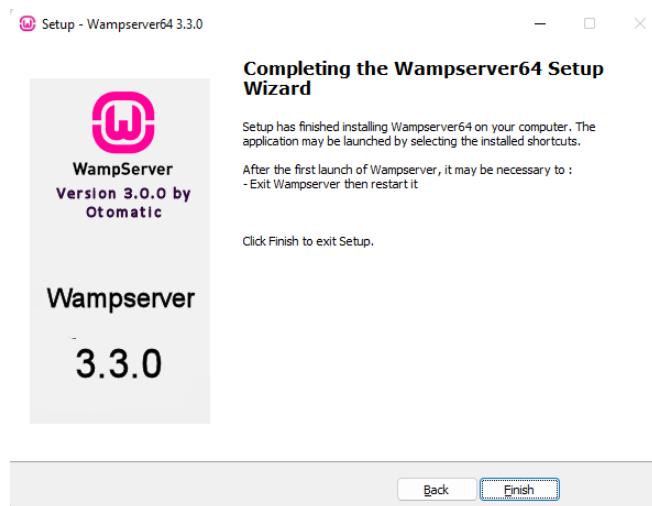 Setup - Wampserver64 3.3.0
Completing the Wampserver64 Setup
Wizard
Setup has finished installing Wampserver64 on your computer. The
application may be launched by selecting the installed shortcuts.
After the first launch of Wampserver, it may be necessary to :
- Exit Wampserver then restart it
Click Finish to exit Setup.
WampServer
Version 3.0.0 by
Otomatic
Wampserver
3.3.0
Back
Finish